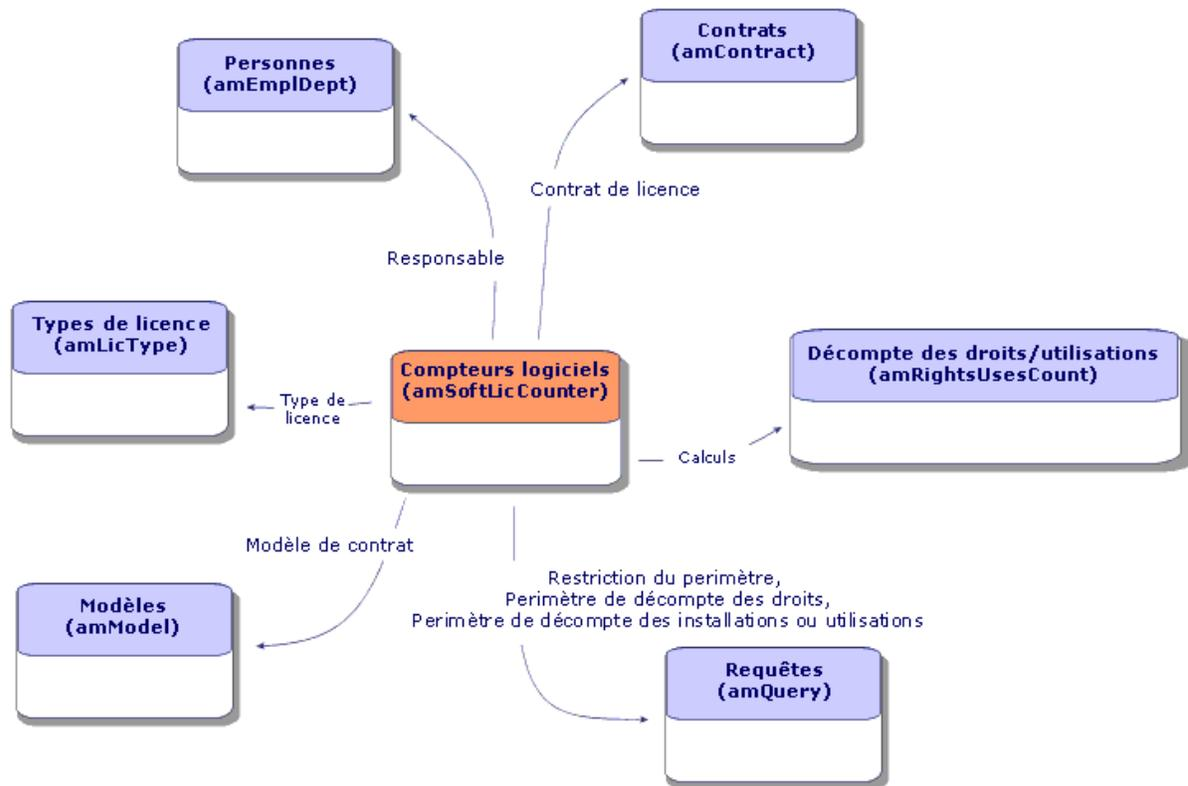 Contrats
(amContract)
Personnes
(amEmplDept)
Contrat de licence
Responsable
Types de licence
(amLicType)
Compteurs logiciels
(amSoftLicCounter)
Décompte des droits/utilisations
(amRightsUsesCount)
Type de
licence
Calculs
Modèle de contrat
Restriction du perimètre,
Perimètre de décompte des droits,
Perimètre de décompte des installations ou utilisations
Modèles
(amModel)
Requêtes
(amQuery)